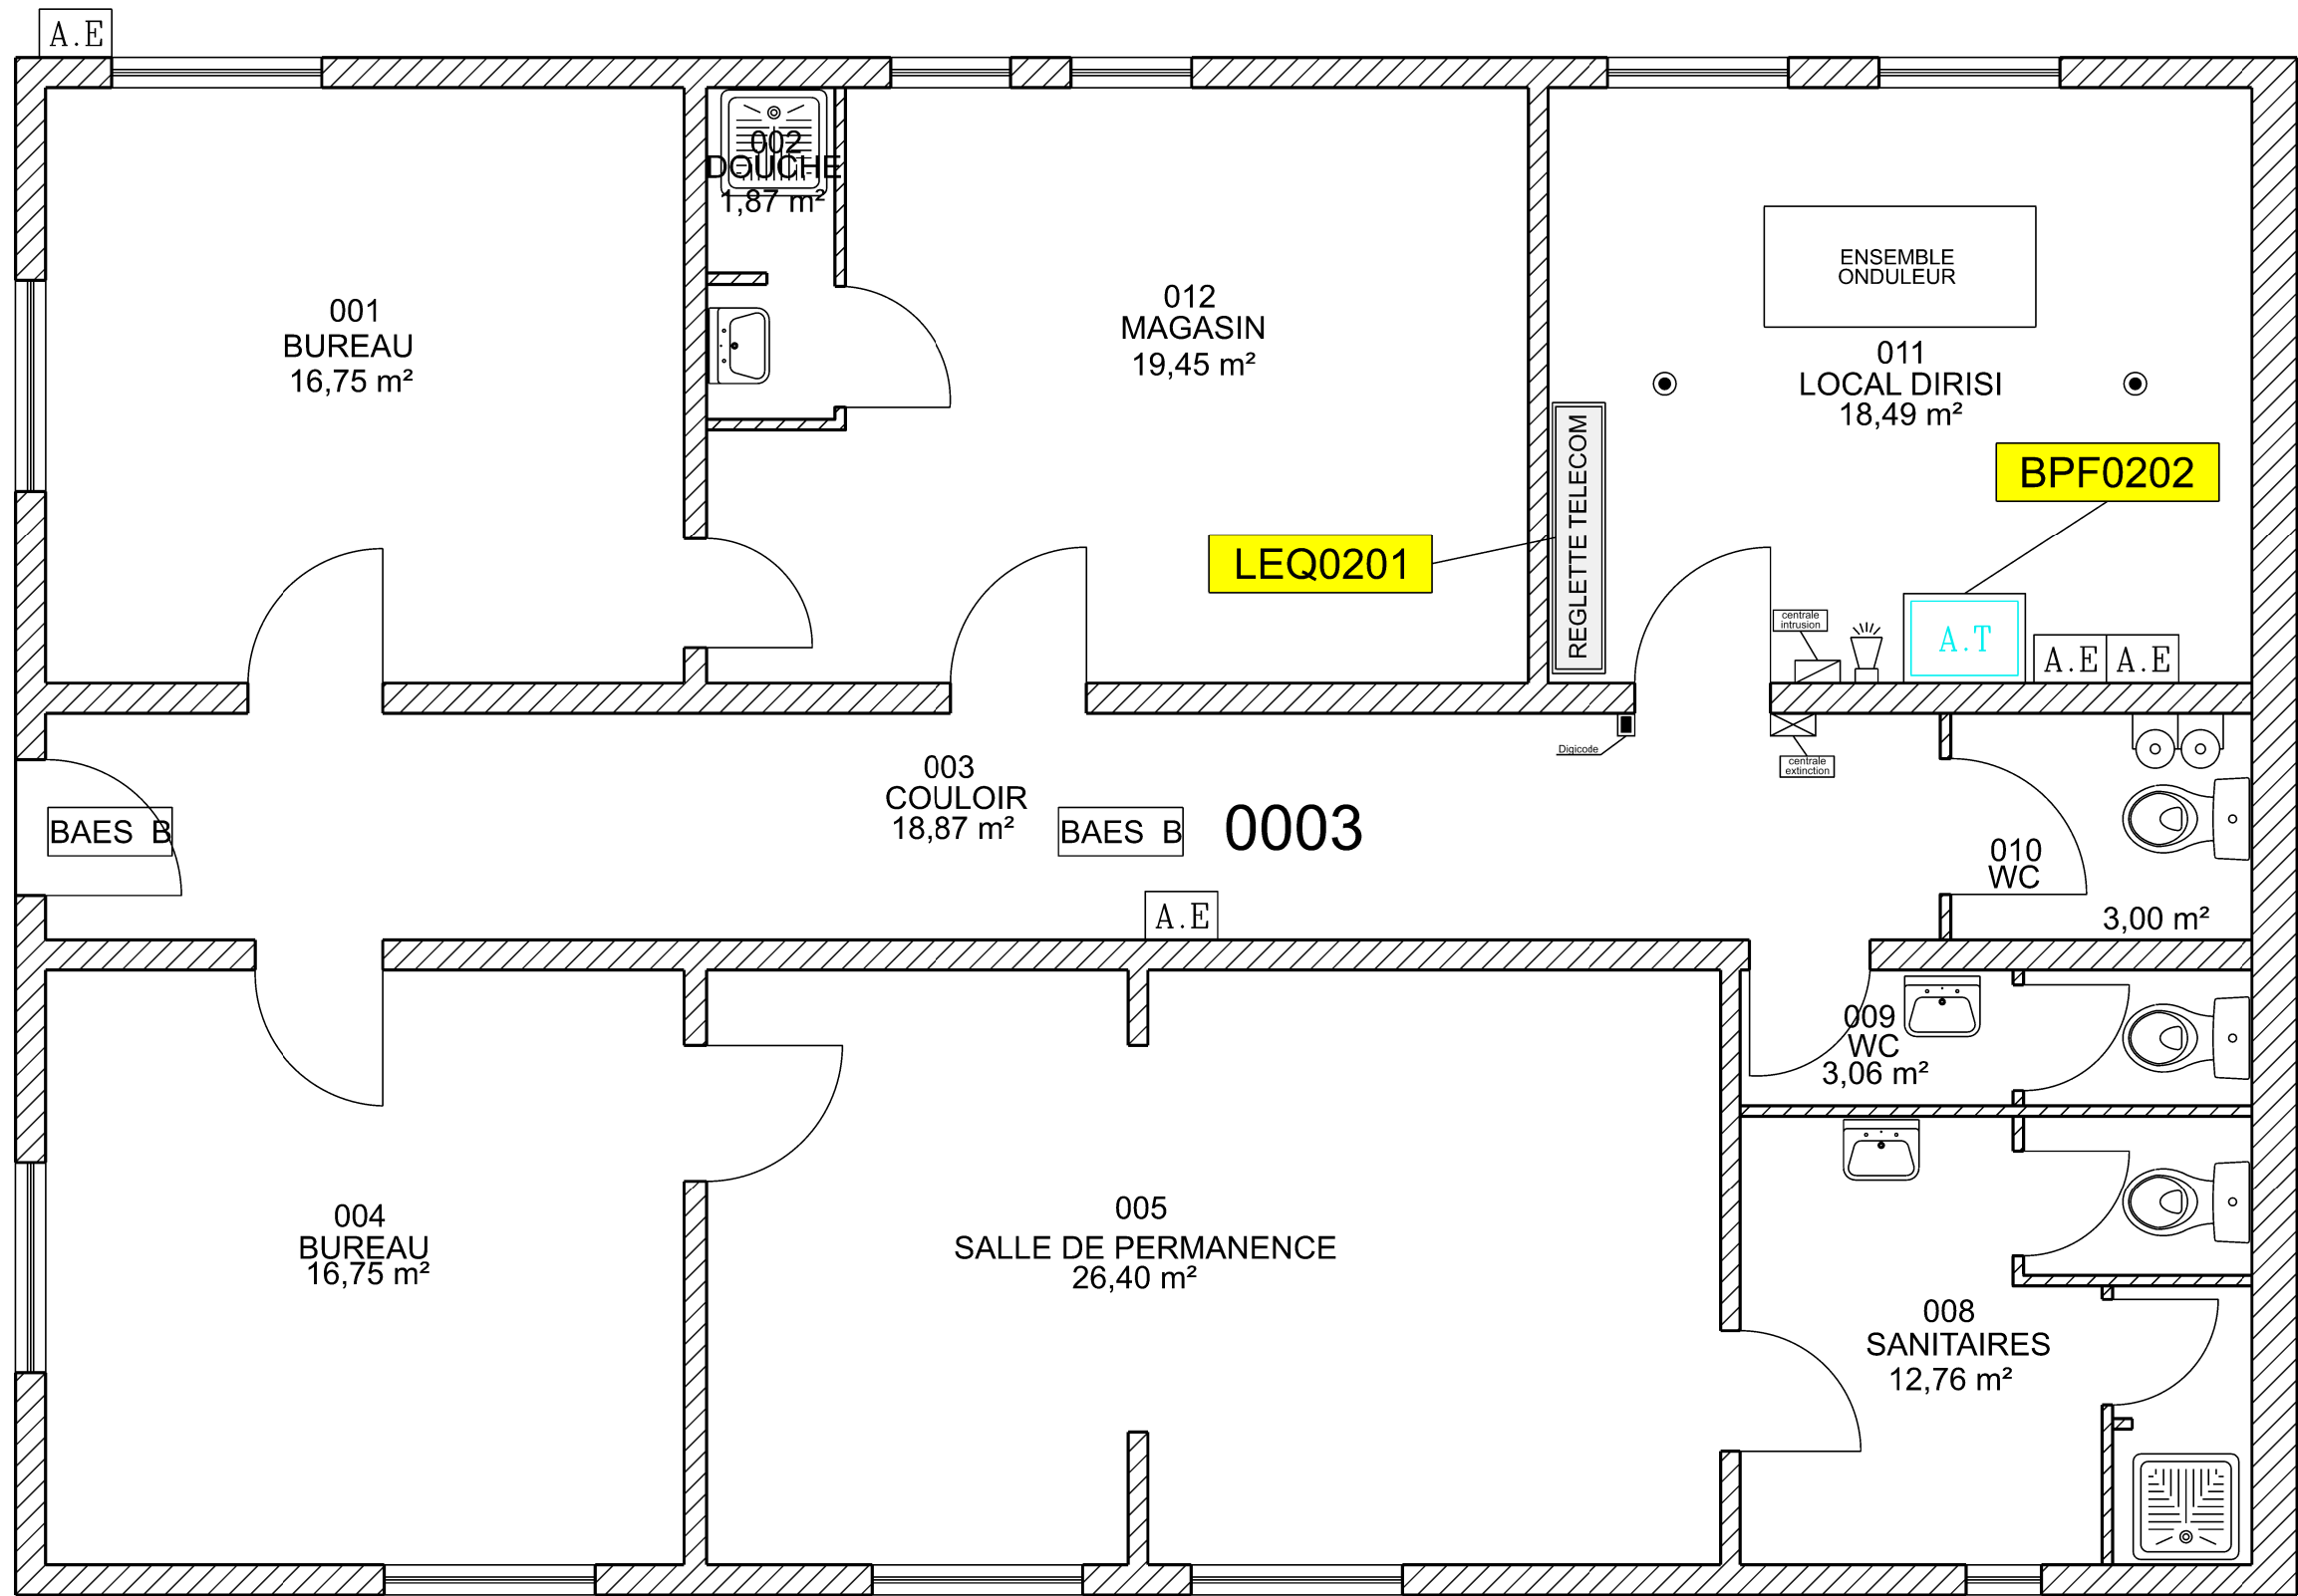 A.E
002
DOUCHE
1,87 m²
001
BUREAU
16,75 m²
012
MAGASIN
19,45 m²
ENSEMBLE
ONDULEUR
011
LOCAL DIRISI
18,49 m²
REGLETTE TELECOM
BPF0202
LEQ0201
centrale
intrusion
A.T
A.E
A.E
Digicode
centrale
extinction
003
COULOIR
18,87 m²
BAES B
BAES B
0003
A.E
010
WC
3,00 m²
009
WC
3,06 m²
004
BUREAU
16,75 m²
005
SALLE DE PERMANENCE
26,40 m²
008
SANITAIRES
12,76 m²